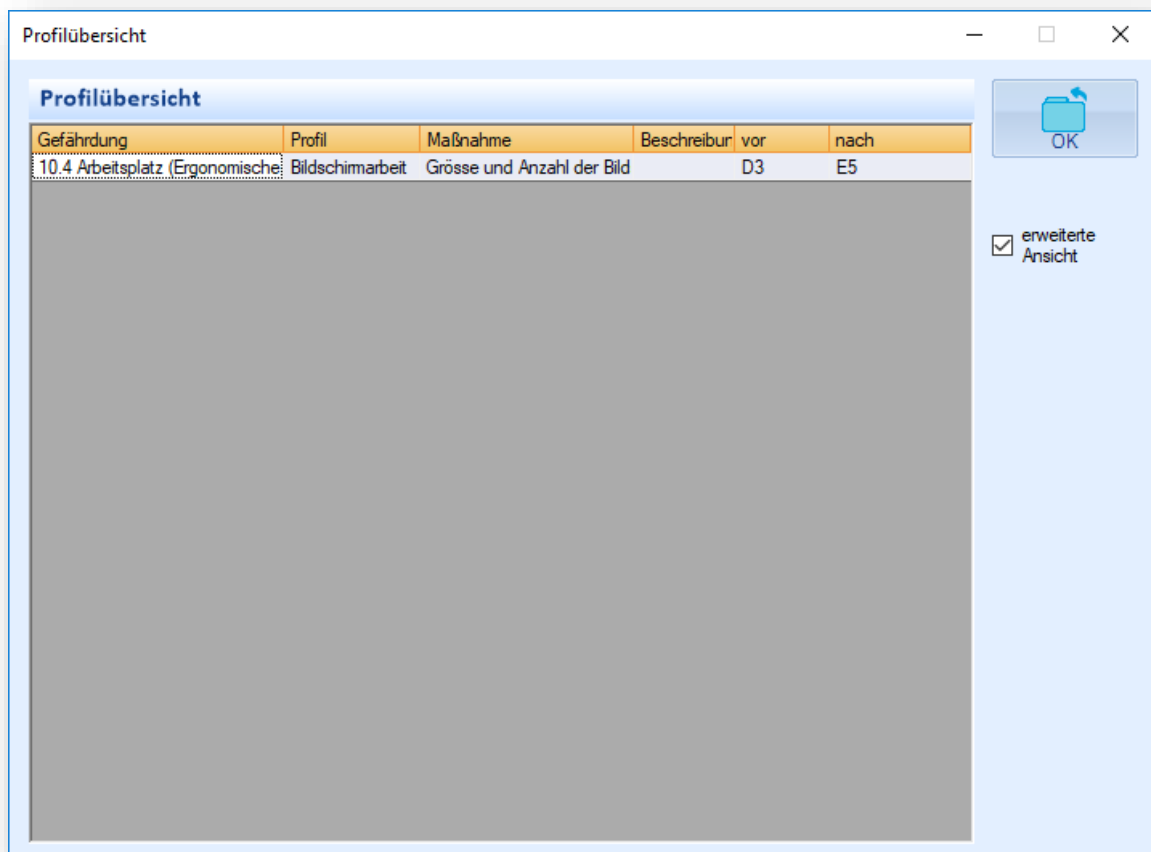 Profilübersicht
Profilübersicht
OK
Gefährdung Profil Maßnahme Beschreibur vor nach
10.4 Arbeitsplatz (Ergonomische Bildschirmarbeit Grösse und Anzahl der Bild D3 E5
erweiterte
Ansicht